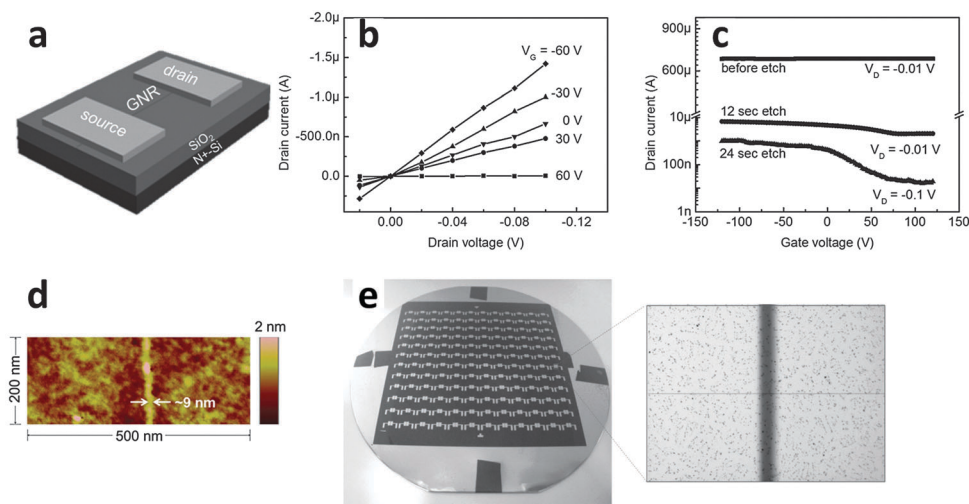 a
drain
GNR
source
SiO2
N+-Si
b
Drain current (A)
-2.0µ
-1.5µ
-1.0µ
-500.0n
0.0
VG = -60 V
-30 V
0 V
30 V
60 V
0.00
-0.04
-0.08
-0.12
Drain voltage (V)
c
Drain current (A)
900µ
600µ
10µ
100n
1n
before etch
VD = -0.01 V
12 sec etch
VD = -0.01 V
24 sec etch
VD = -0.1 V
-150
-100
-50
0
50
100
150
Gate voltage (V)
d
2 nm
200 nm
~9 nm
0
500 nm
e